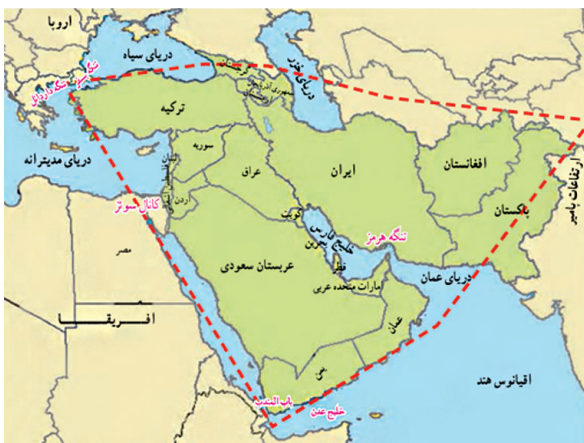 اروپا
دریای سیاه
دریای خزر
گرجستان
تنگه داردانل
ترکیه
دریای مدیترانه
سوریه
لبنان
عراق
ایران
افغانستان
ارتفاعات پامیر
پاکستان
اردن
کانال سوئز
کویت
خلیج فارس
بحرین
تنگه هرمز
قطر
مصر
عربستان سعودی
امارات متحده عربی
دریای عمان
عمان
افریقا
یمن
باب المندب
خلیج عدن
اقیانوس هند